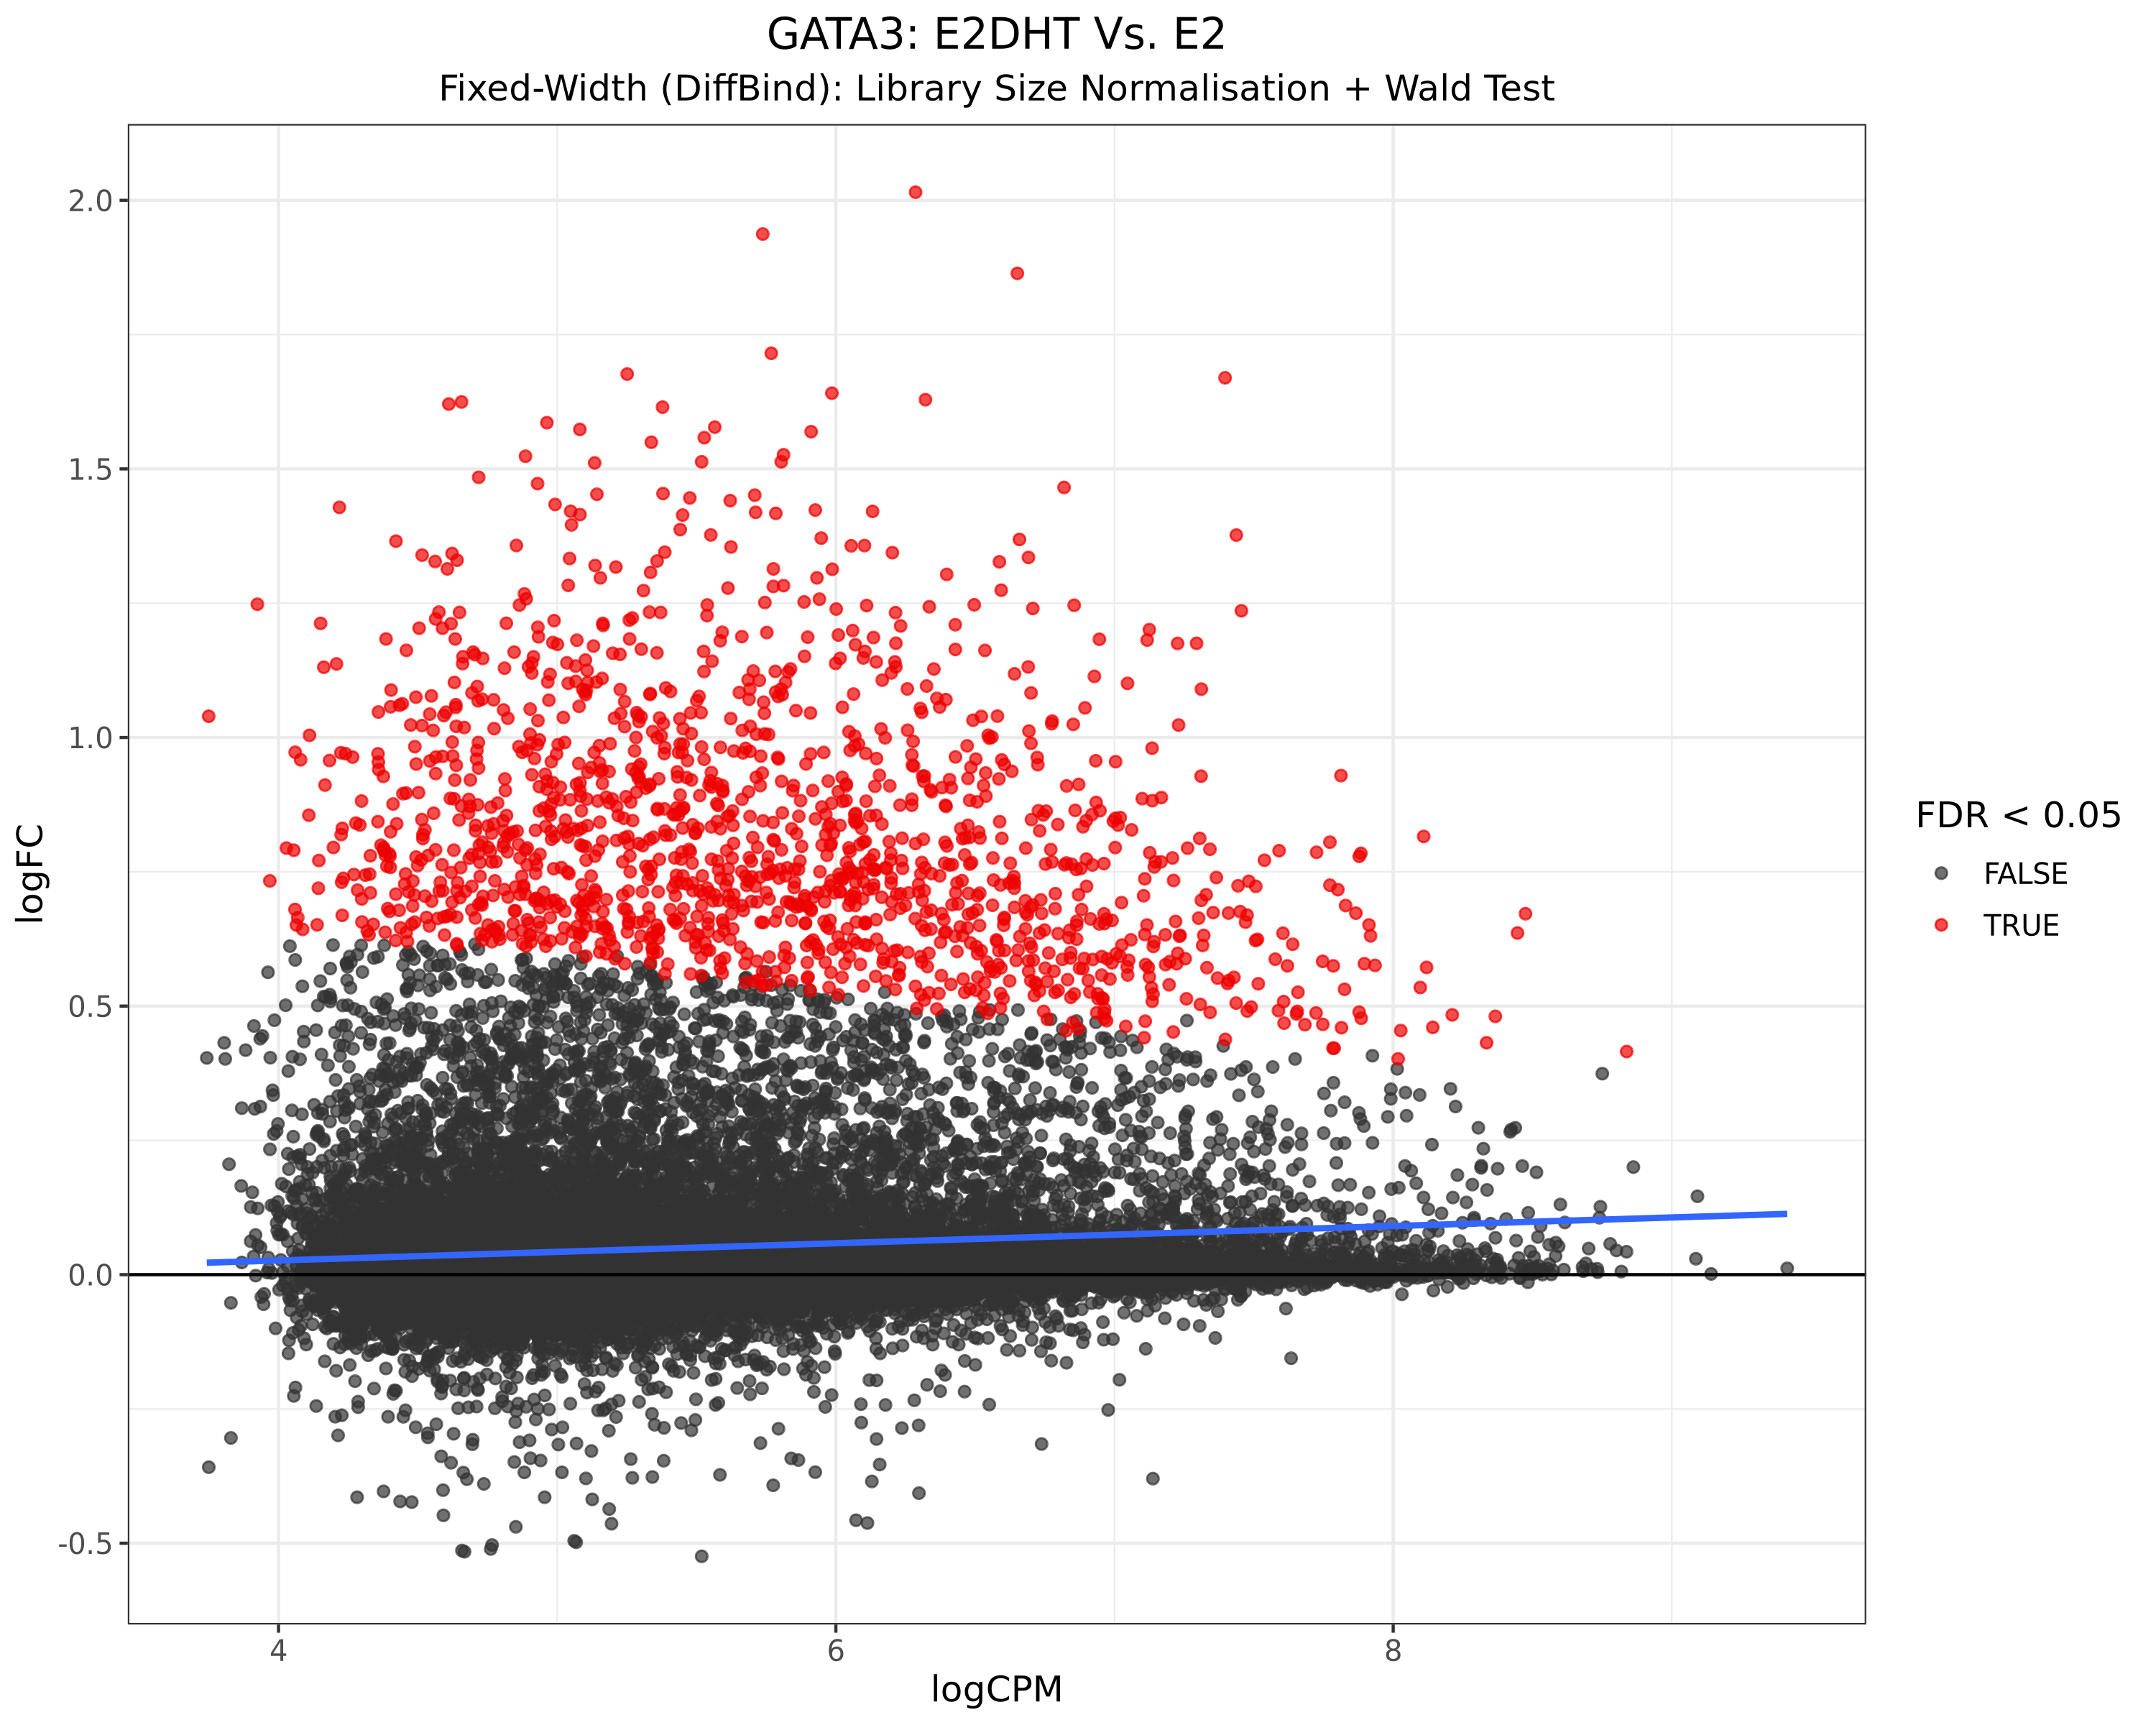 GATA3: E2DHT Vs. E2
Fixed-Width (DiffBind): Library Size Normalisation + Wald Test
logFC
2.0
1.5
1.0
0.5
0.0
-0.5
4
6
8
logCPM
FDR < 0.05
FALSE
TRUE